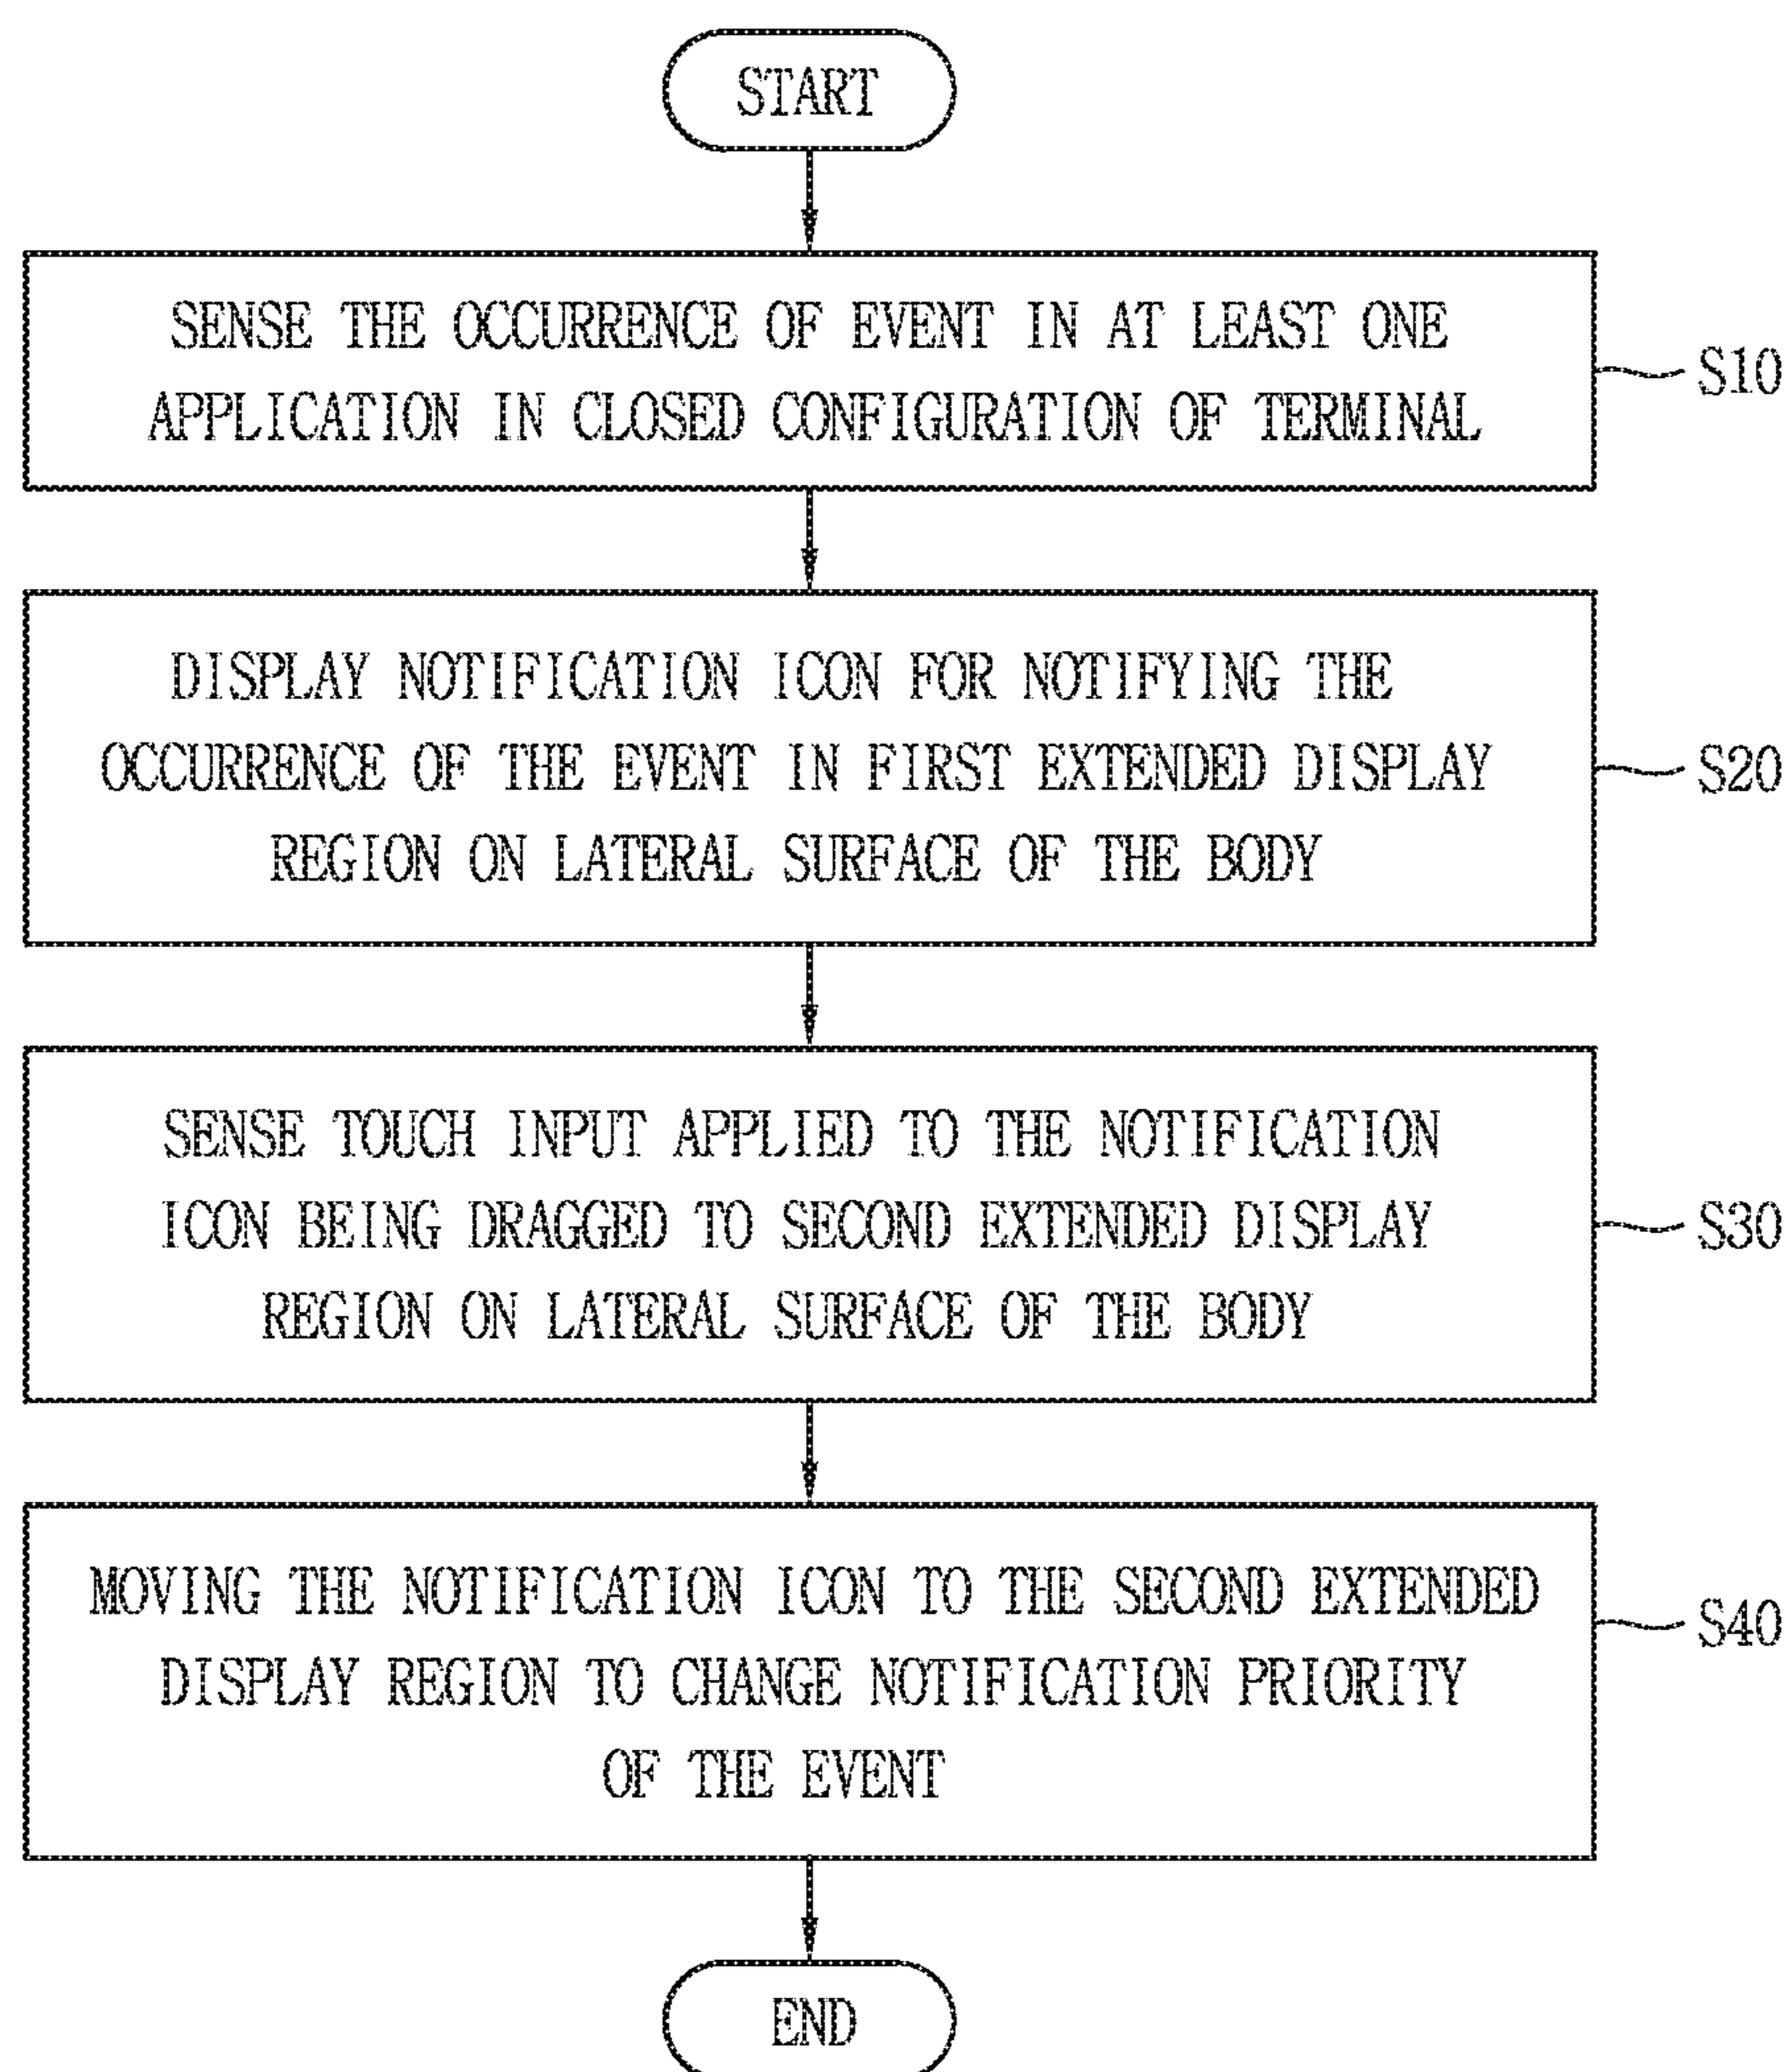 START
SENSE THE OCCURRENCE OF EVENT IN AT LEAST ONE
APPLICATION IN CLOSED CONFIGURATION OF TERMINAL
S10
DISPLAY NOTIFICATION ICON FOR NOTIFYING THE
OCCURRENCE OF THE EVENT IN FIRST EXTENDED DISPLAY
REGION ON LATERAL SURFACE OF THE BODY
S20
SENSE TOUCH INPUT APPLIED TO THE NOTIFICATION
ICON BEING DRAGGED TO SECOND EXTENDED DISPLAY
REGION ON LATERAL SURFACE OF THE BODY
S30
MOVING THE NOTIFICATION ICON TO THE SECOND EXTENDED
DISPLAY REGION TO CHANGE NOTIFICATION PRIORITY
OF THE EVENT
S40
END